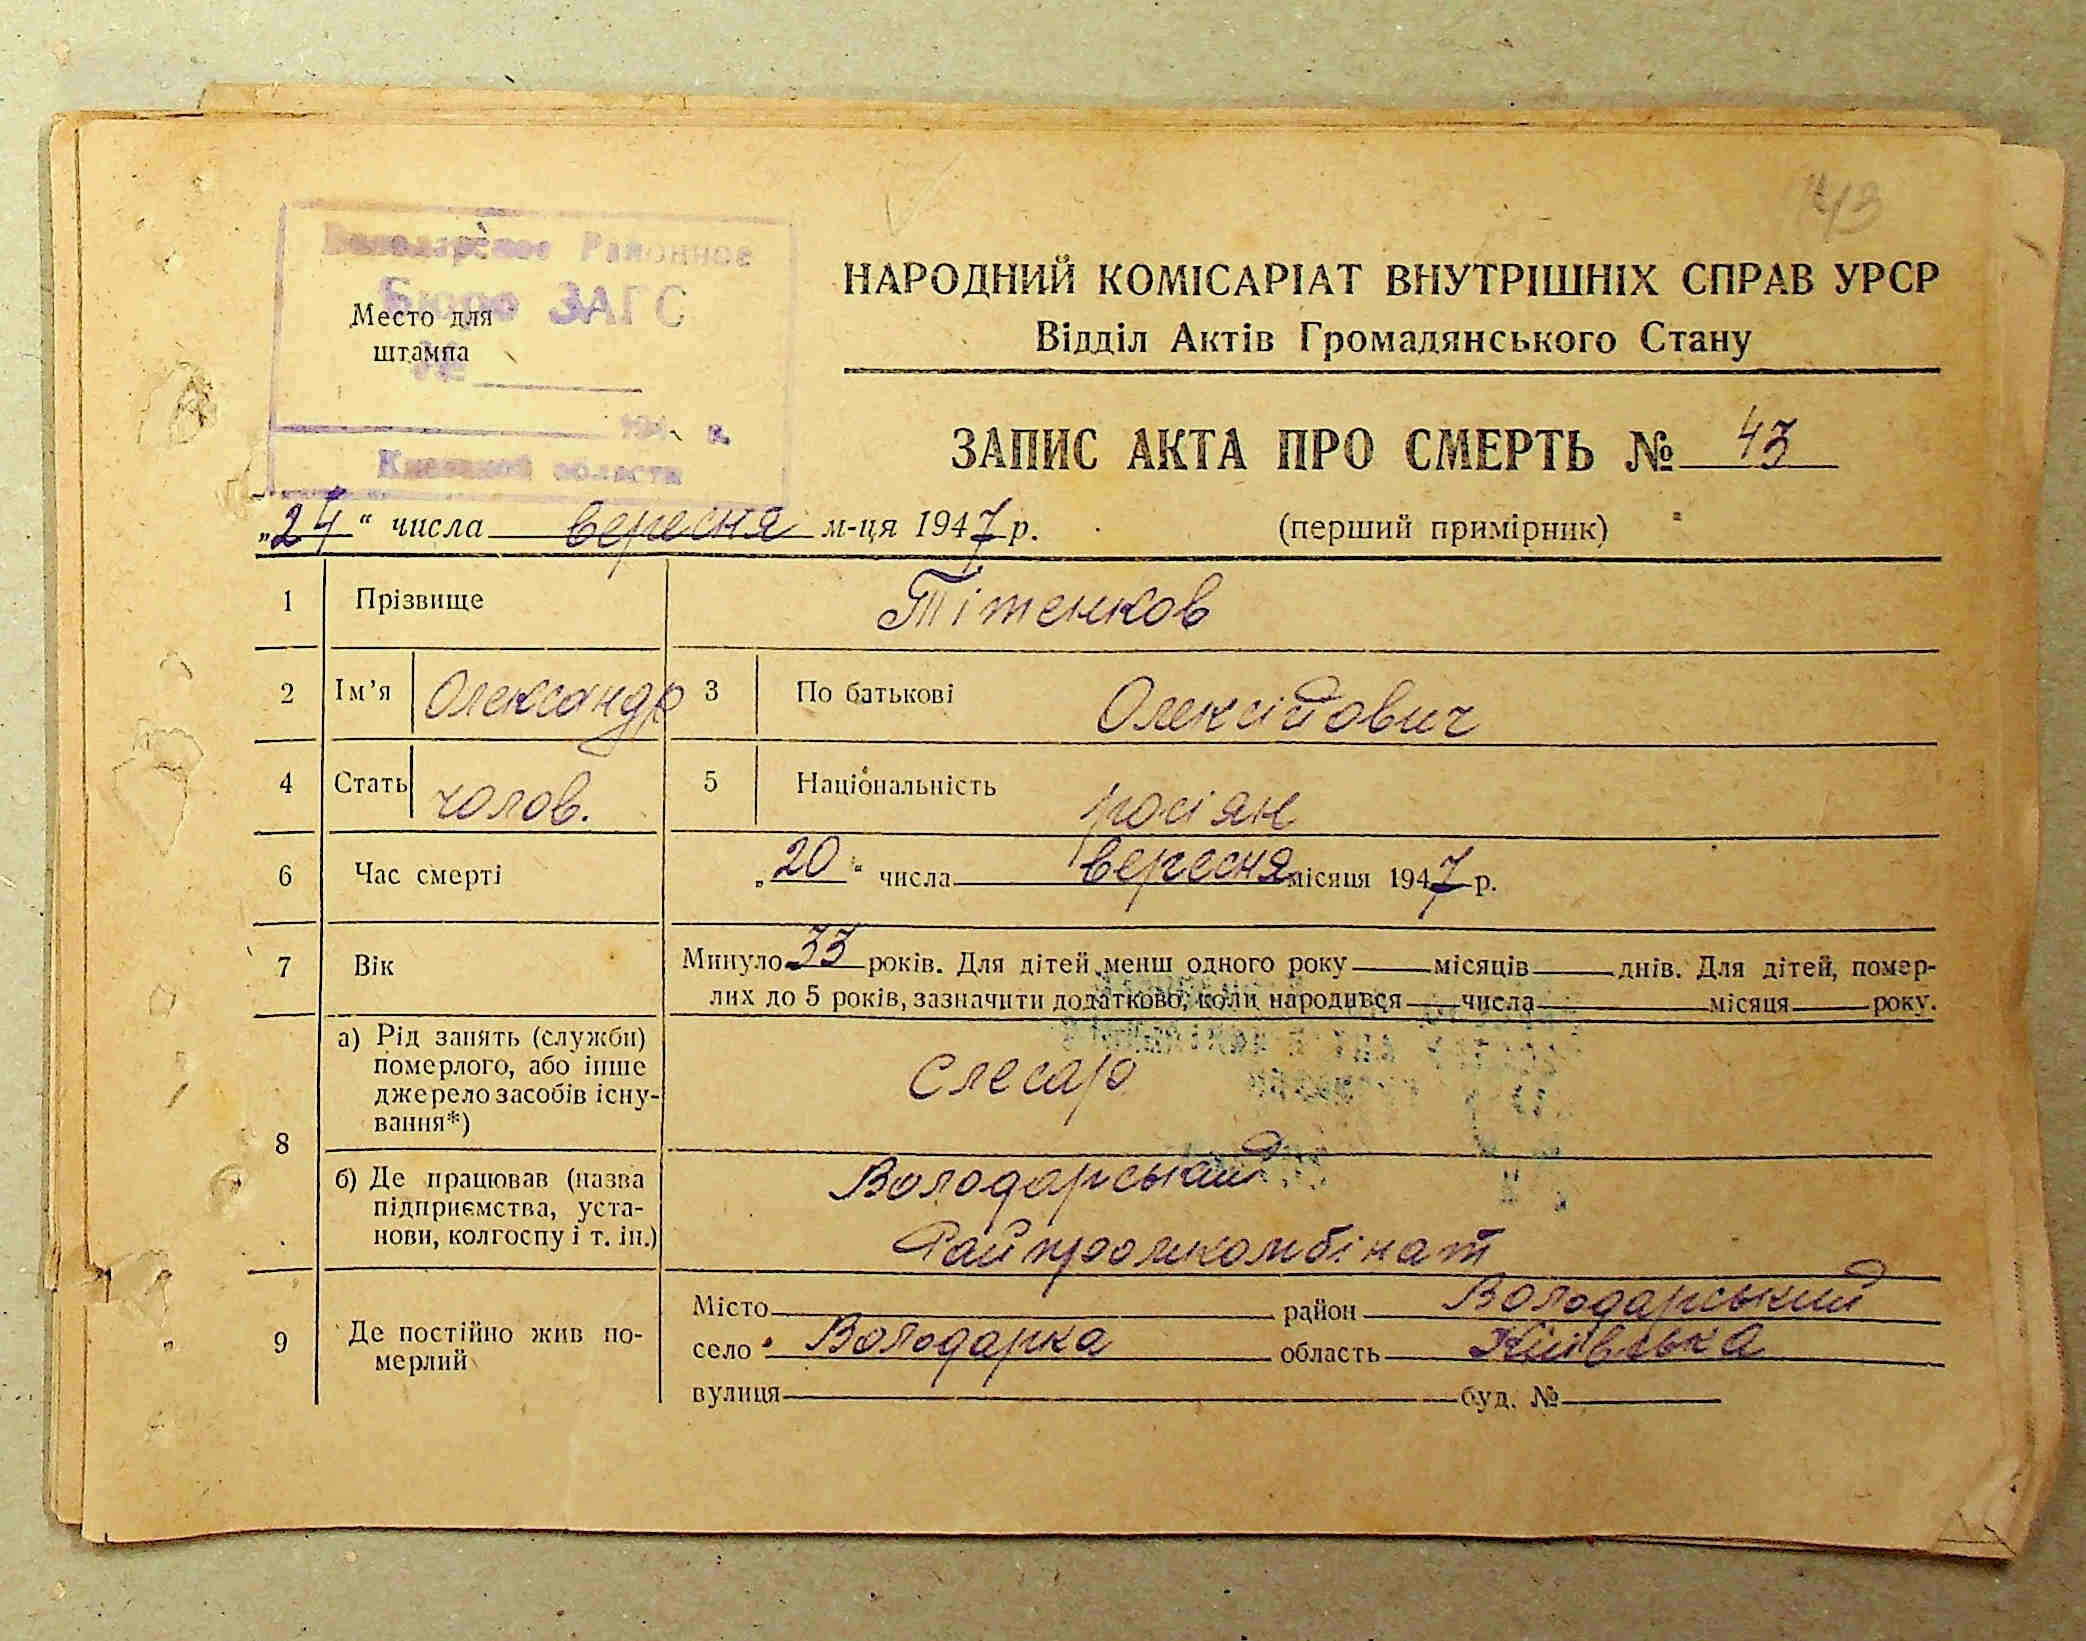 43
Володарское Районное
Бюро ЗАГС
Место для
штампа
№
194 г.
Киевской области
НАРОДНИЙ КОМІСАРІАТ ВНУТРІШНІХ СПРАВ УРСР
Відділ Актів Громадянського Стану
ЗАПИС АКТА ПРО СМЕРТЬ № 43
„24“ числа вересня м-ця 1947 р. (перший примірник)
1 Прізвище Тітенков
2 Ім’я Олександр 3 По батькові Олексійович
4 Стать чолов. 5 Національність росіян
6 Час смерті „20“ числа вересня місяця 1947 р.
7 Вік Минуло 33 років. Для дітей менш одного року місяців днів. Для дітей, помер-
лих до 5 років, зазначити додатково, коли народився числа місяця року.
8 а) Рід занять (служби)
померлого, або інше
джерело засобів існу-
вання*)
Слесар
б) Де працював (назва
підприємства, уста-
нови, колгоспу і т. ін.)
Володарський
Райпромкомбінат
9 Де постійно жив по-
мерлий
Місто район Володарський
село Володарка область Київська
вулиця буд. №